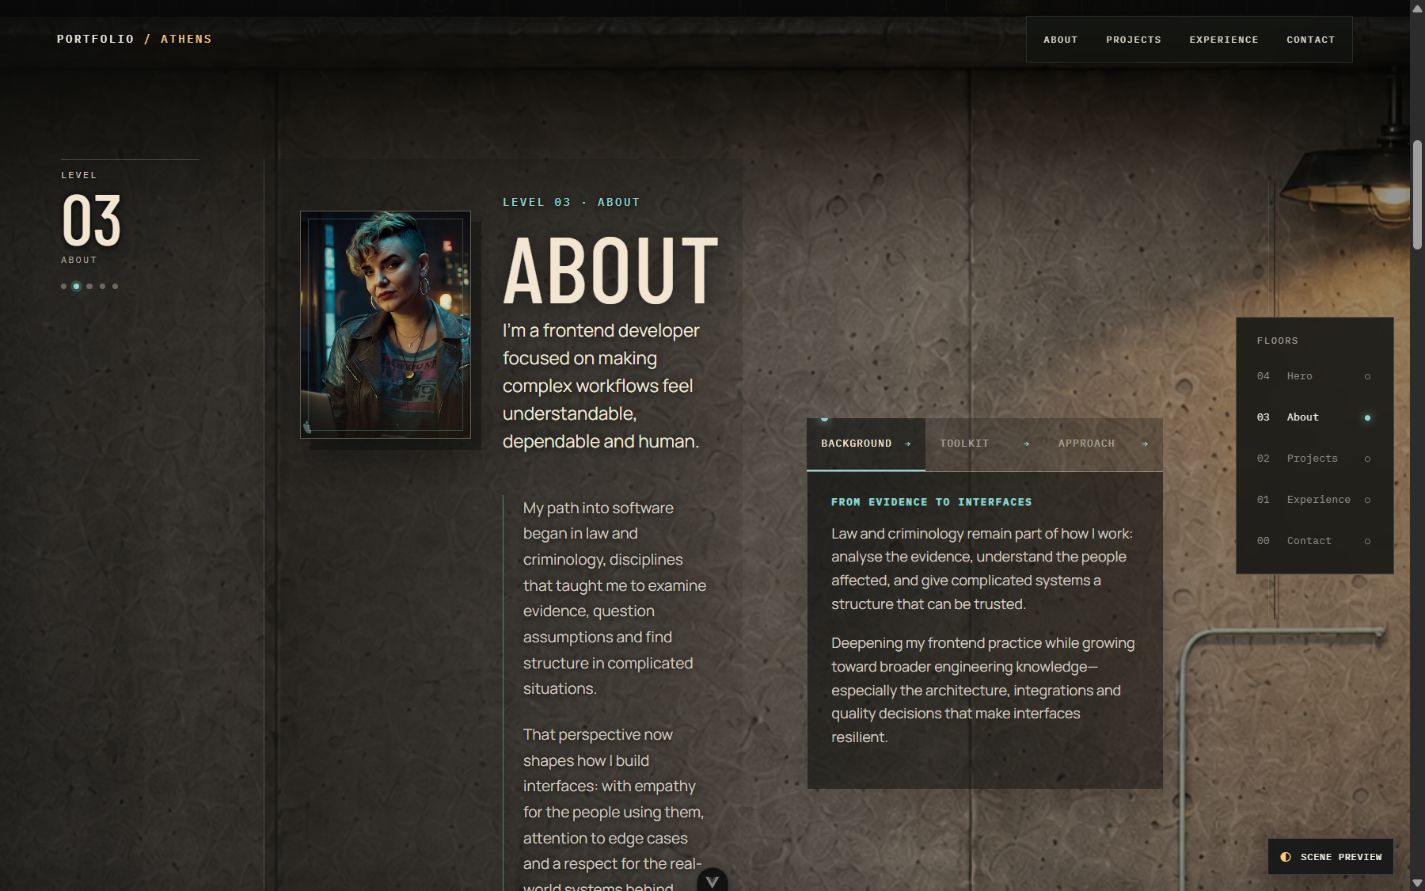 PORTFOLIO / ATHENS
ABOUT PROJECTS EXPERIENCE CONTACT
LEVEL
03
ABOUT
LEVEL 03 · ABOUT
ABOUT
I'm a frontend developer
focused on making
complex workflows feel
understandable,
dependable and human.
My path into software
began in law and
criminology, disciplines
that taught me to examine
evidence, question
assumptions and find
structure in complicated
situations.
That perspective now
shapes how I build
interfaces: with empathy
for the people using them,
attention to edge cases
and a respect for the real-
world systems behind
BACKGROUND → TOOLKIT → APPROACH →
FROM EVIDENCE TO INTERFACES
Law and criminology remain part of how I work:
analyse the evidence, understand the people
affected, and give complicated systems a
structure that can be trusted.
Deepening my frontend practice while growing
toward broader engineering knowledge—
especially the architecture, integrations and
quality decisions that make interfaces
resilient.
FLOORS
04 Hero
03 About
02 Projects
01 Experience
00 Contact
SCENE PREVIEW